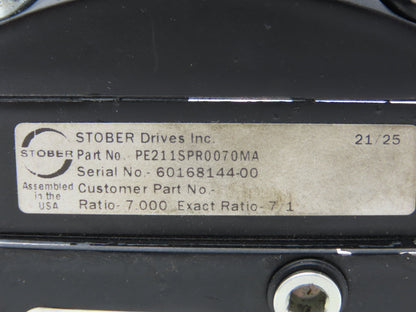 STOBER Drives Inc. 21/25
STOBER
Part No.- PE211SPR0070MA
Serial No.- 60168144-00
Assembled in the USA
Customer Part No.-
Ratio- 7.000 Exact Ratio- 7/1